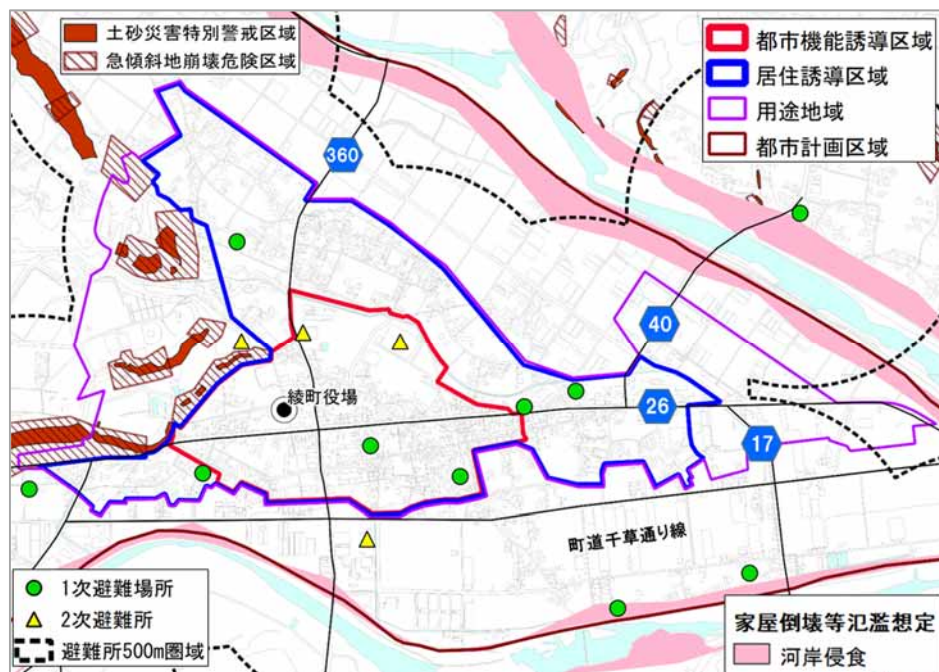 土砂災害特別警戒区域
急傾斜地崩壊危険区域
都市機能誘導区域
居住誘導区域
用途地域
都市計画区域
360
40
綾町役場
26
17
町道千草通り線
1次避難場所
2次避難所
避難所500m圏域
家屋倒壊等氾濫想定
河岸侵食